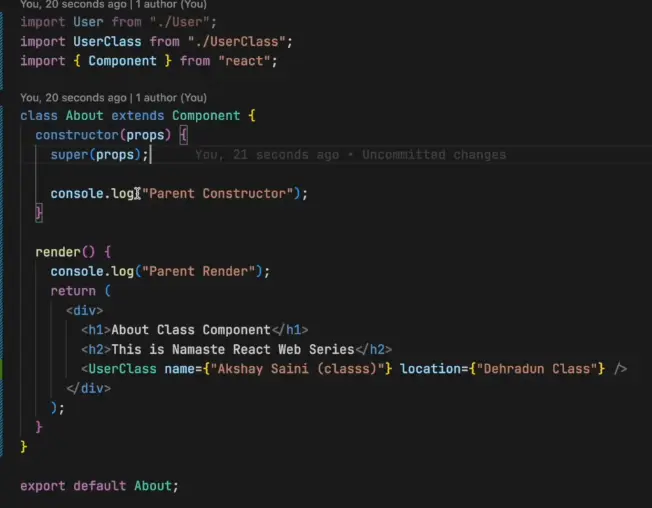 You, 20 seconds ago | 1 author (You)
import User from "./User";
import UserClass from "./UserClass";
import { Component } from "react";
You, 20 seconds ago | 1 author (You)
class About extends Component {
constructor(props) {
super(props); You, 21 seconds ago • Uncommitted changes
console.log("Parent Constructor");
}
render() {
console.log("Parent Render");
return (
<div>
<h1>About Class Component</h1>
<h2>This is Namaste React Web Series</h2>
<UserClass name={"Akshay Saini (classs)"} location={"Dehradun Class"} />
</div>
);
}
}
export default About;